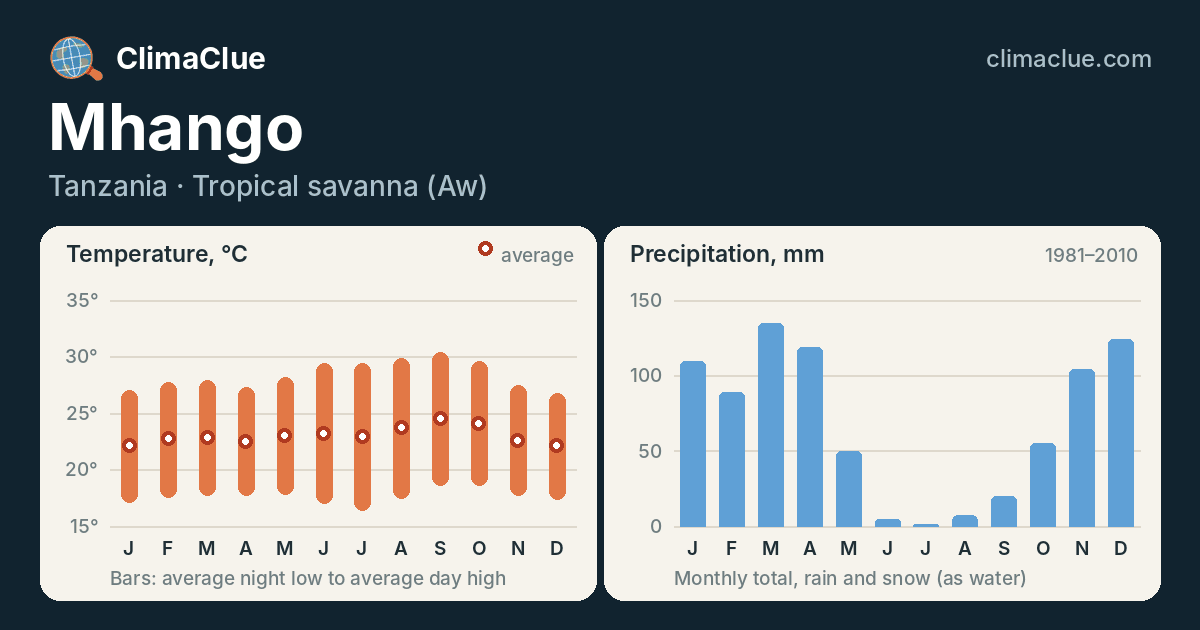 ClimaClue
climaclue.com
Mhango
Tanzania · Tropical savanna (Aw)
Temperature, °C
average
35°
30°
25°
20°
15°
J F M A M J J A S O N D
Bars: average night low to average day high
Precipitation, mm
1981–2010
150
100
50
0
J F M A M J J A S O N D
Monthly total, rain and snow (as water)